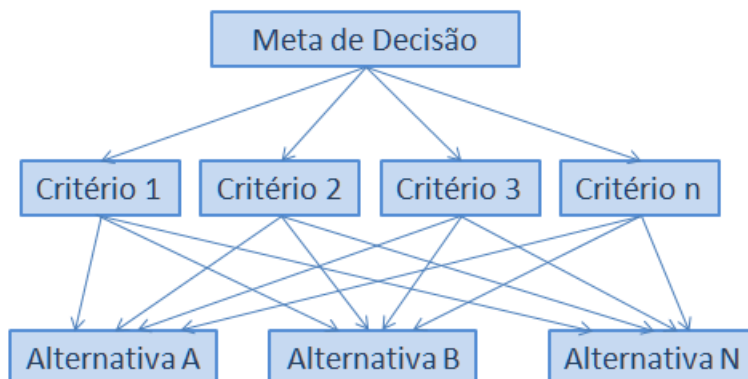 Meta de Decisão
Critério 1
Critério 2
Critério 3
Critério n
Alternativa A
Alternativa B
Alternativa N